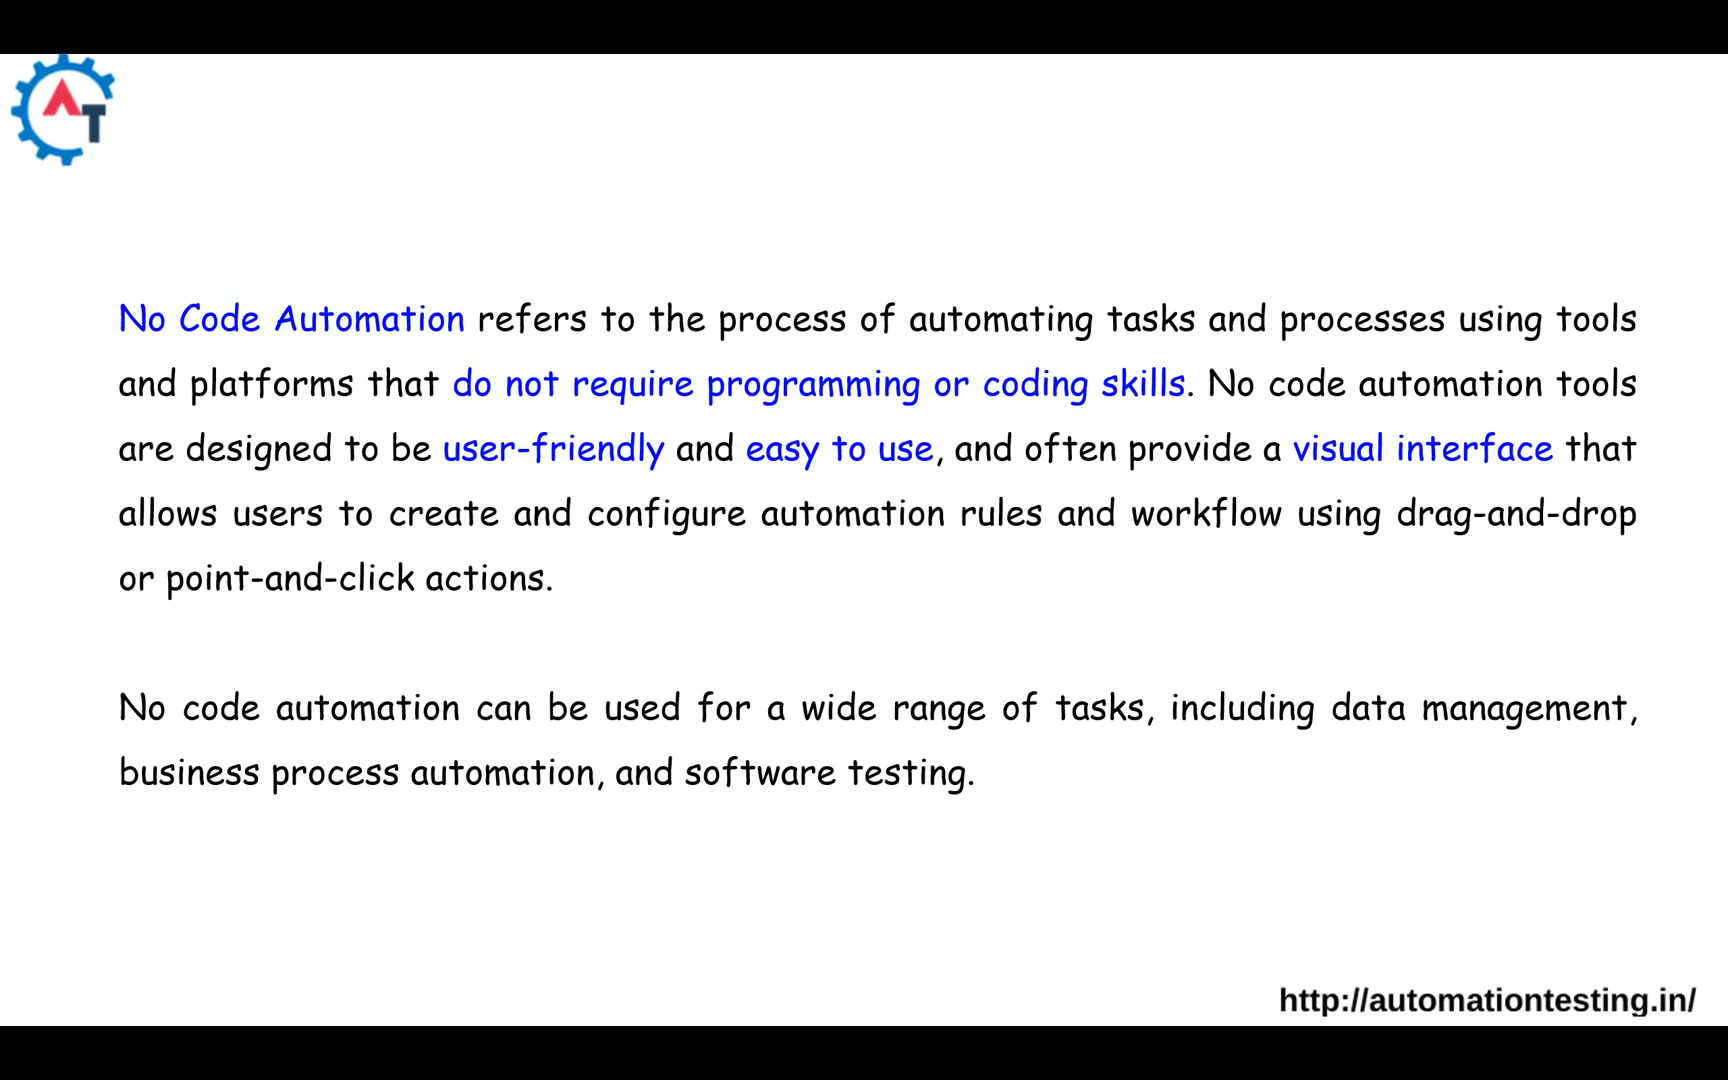 AT
No Code Automation refers to the process of automating tasks and processes using tools
and platforms that do not require programming or coding skills. No code automation tools
are designed to be user-friendly and easy to use, and often provide a visual interface that
allows users to create and configure automation rules and workflow using drag-and-drop
or point-and-click actions.
No code automation can be used for a wide range of tasks, including data management,
business process automation, and software testing.
http://automationtesting.in/